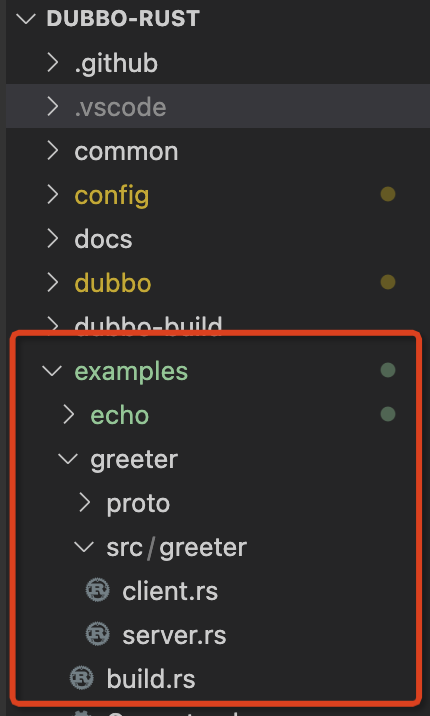 DUBBO-RUST
.github
.vscode
common
config
docs
dubbo
dubbo-build
examples
echo
greeter
proto
src/greeter
client.rs
server.rs
build.rs